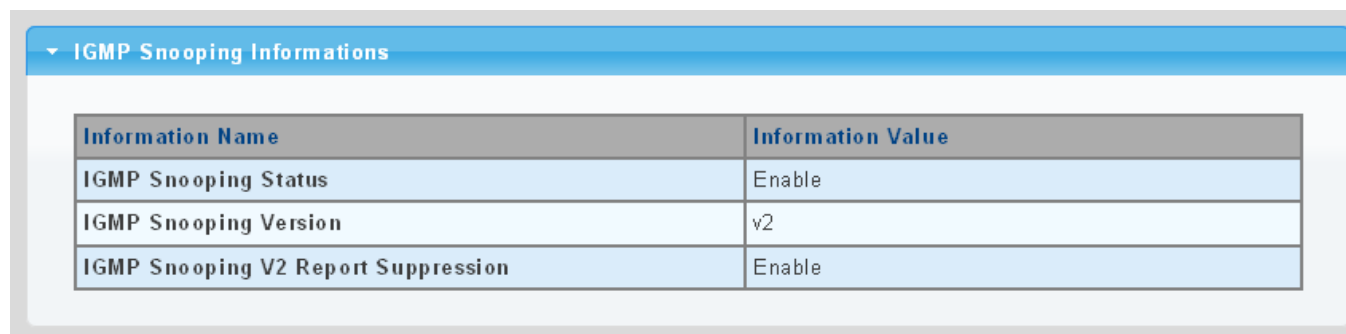 IGMP Snooping Informations
Information Name Information Value
IGMP Snooping Status Enable
IGMP Snooping Version v2
IGMP Snooping V2 Report Suppression Enable